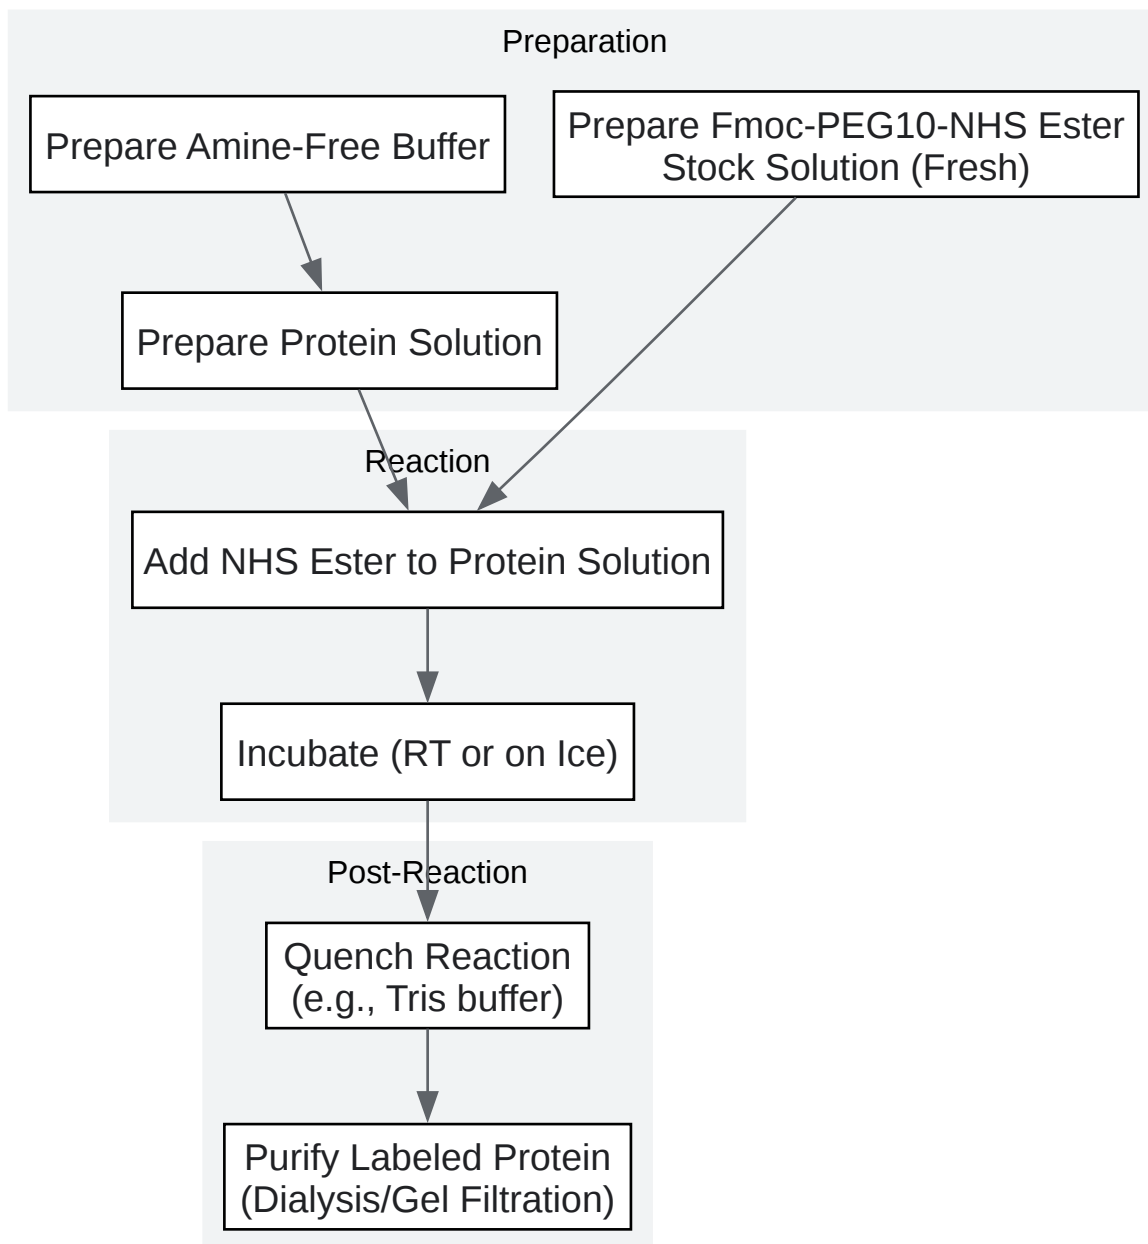 Preparation
Prepare Amine-Free Buffer
Prepare Fmoc-PEG10-NHS Ester
Stock Solution (Fresh)
Prepare Protein Solution
Reaction
Add NHS Ester to Protein Solution
Incubate (RT or on Ice)
Post-Reaction
Quench Reaction
(e.g., Tris buffer)
Purify Labeled Protein
(Dialysis/Gel Filtration)